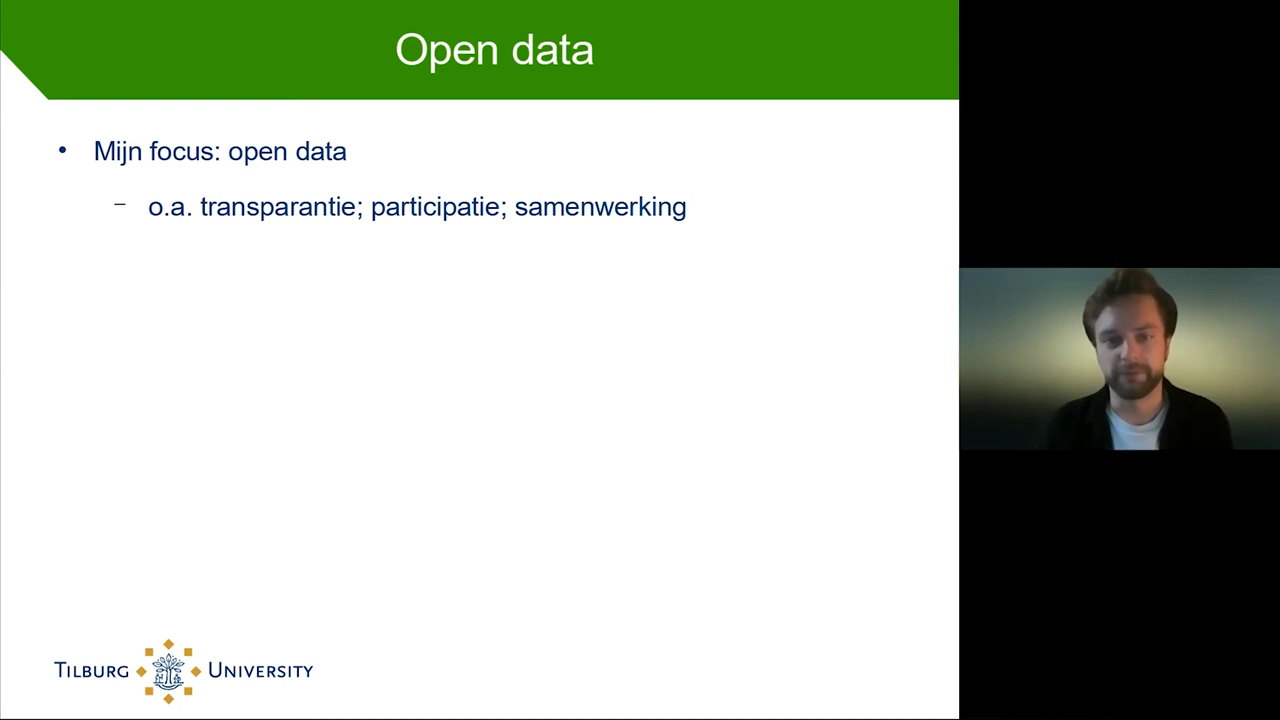 Open data
• Mijn focus: open data
– o.a. transparantie; participatie; samenwerking
TILBURG UNIVERSITY